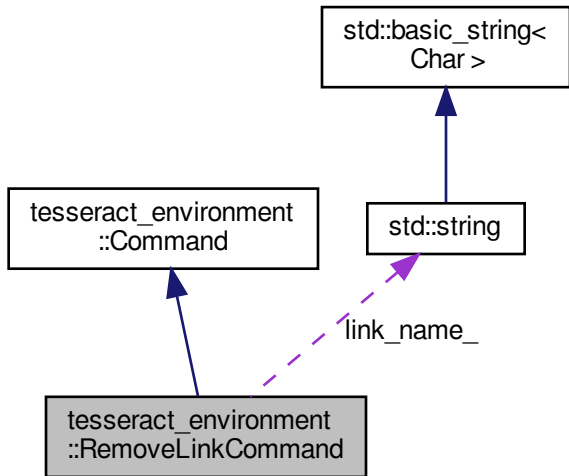 std::basic_string<
Char >
tesseract_environment
::Command
std::string
link_name_
tesseract_environment
::RemoveLinkCommand